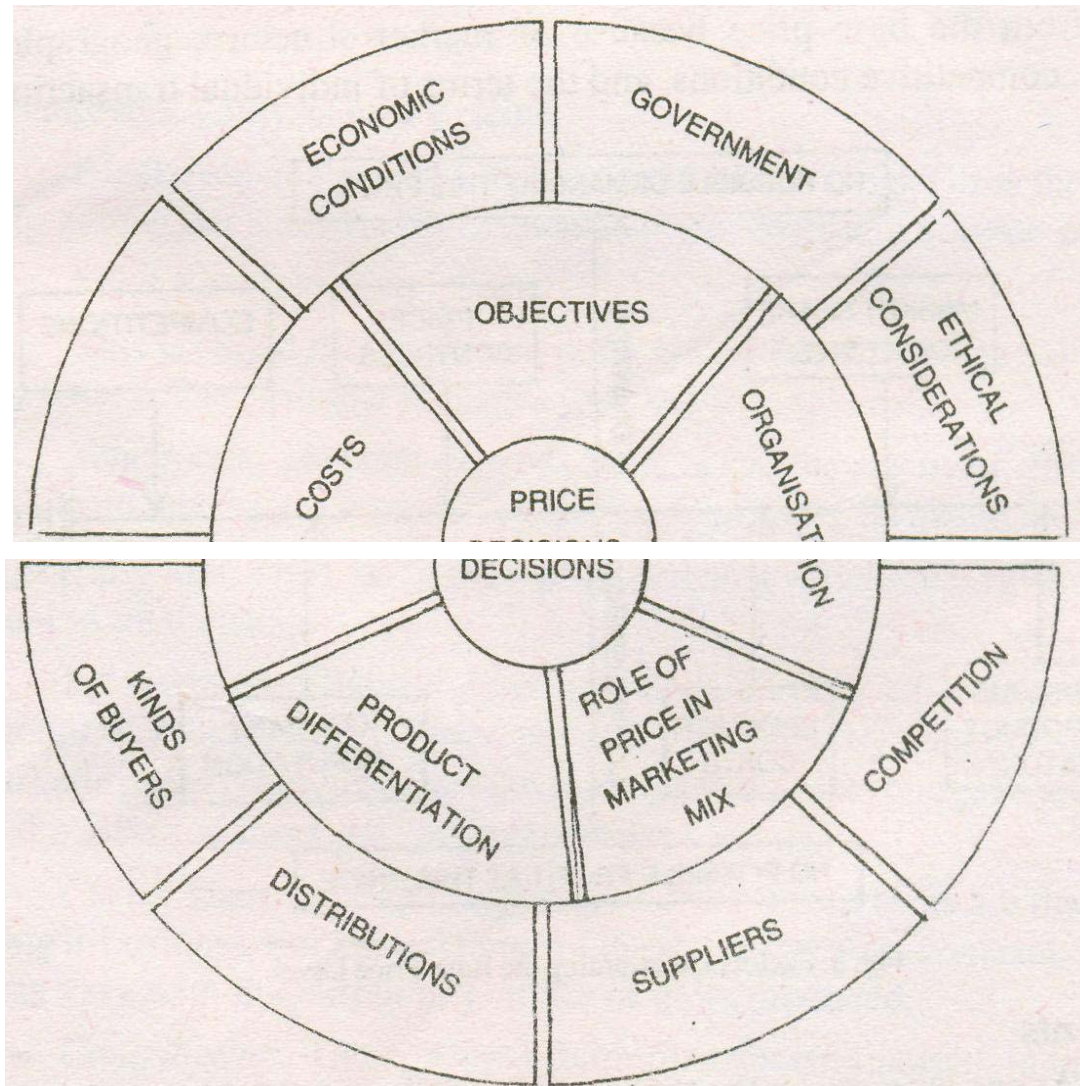 ECONOMIC
CONDITIONS
GOVERNMENT
ETHICAL
CONSIDERATIONS
OBJECTIVES
COSTS
ORGANISATION
PRICE
DECISIONS
KINDS
OF BUYERS
PRODUCT
DIFFERENTIATION
ROLE OF
PRICE IN
MARKETING
MIX
COMPETITION
DISTRIBUTIONS
SUPPLIERS